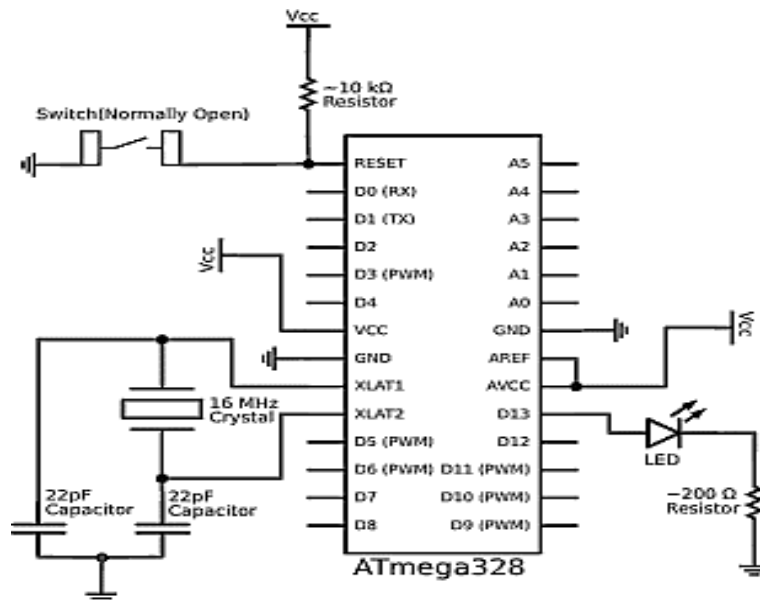 Vcc
~10 kΩ
Resistor
Switch(Normally Open)
RESET
A5
D0 (RX)
A4
D1 (TX)
A3
D2
A2
Vcc
D3 (PWM)
A1
D4
A0
VCC
GND
Vcc
GND
AREF
XLAT1
AVCC
16 MHz
Crystal
XLAT2
D13
D5 (PWM)
D12
LED
D6 (PWM)
D11 (PWM)
22pF
Capacitor
22pF
Capacitor
D7
D10 (PWM)
~200 Ω
Resistor
D8
D9 (PWM)
ATmega328